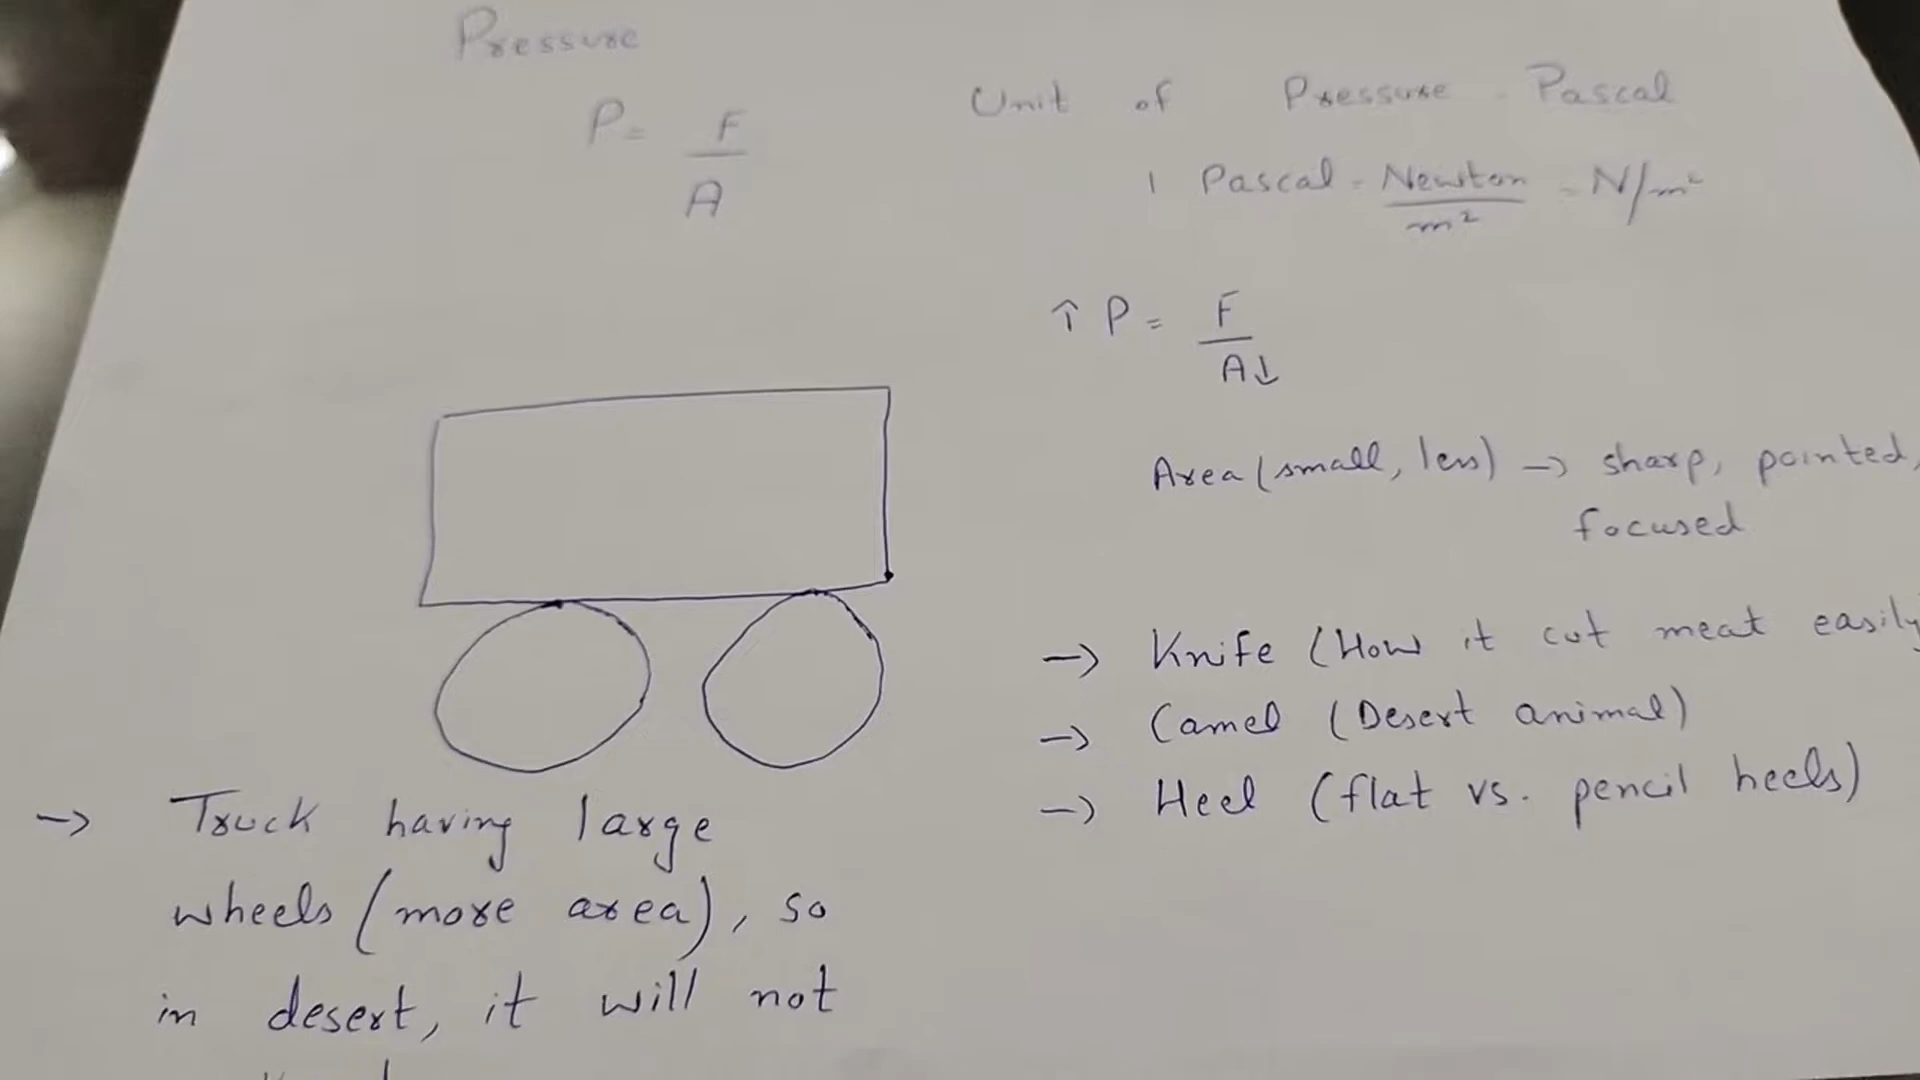 Pressure
P = F
A
Unit of Pressure - Pascal
1 Pascal = Newton = N/m²
m²
↑ P = F
A↓
Area (small, less) → sharp, pointed,
focused
→ Knife (How it cut meat easily
→ Camel (Desert animal)
→ Heel (flat vs. pencil heels)
→ Truck having large
wheels (more area), so
in desert, it will not